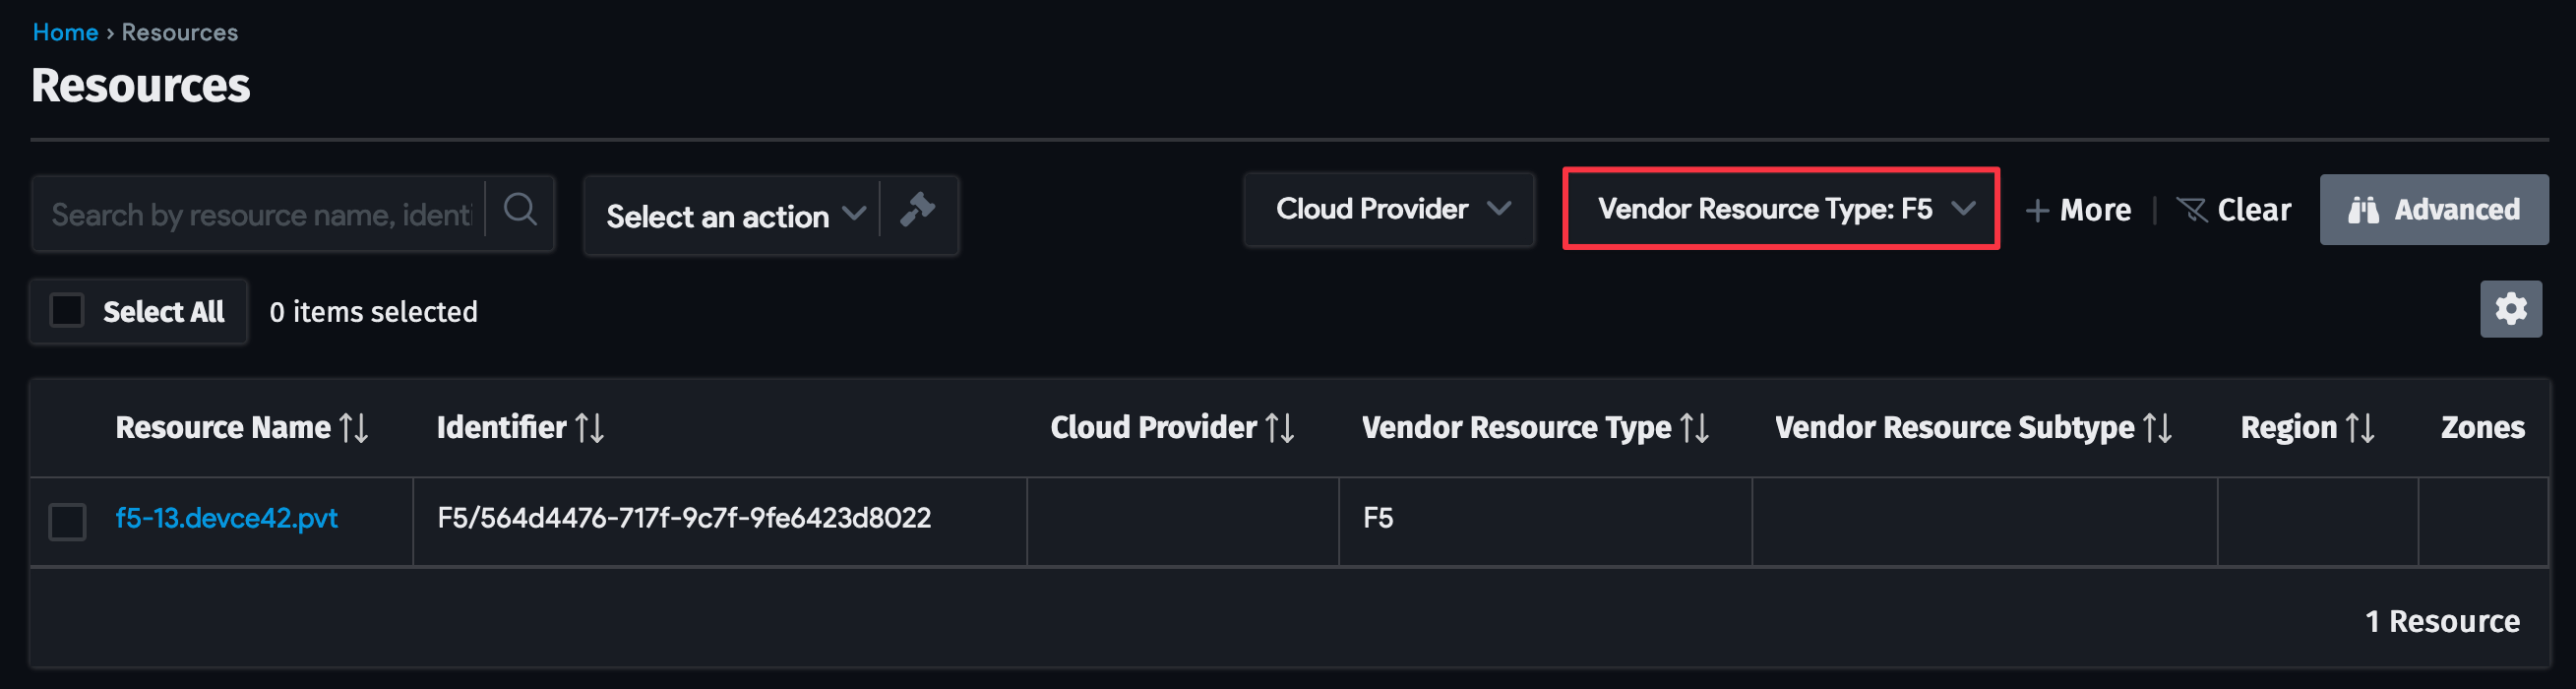 Home › Resources
Resources
Search by resource name, identi
Select an action
Cloud Provider
Vendor Resource Type: F5
+ More
Clear
Advanced
Select All
0 items selected
Resource Name Identifier Cloud Provider Vendor Resource Type Vendor Resource Subtype Region Zones
f5-13.devce42.pvt F5/564d4476-717f-9c7f-9fe6423d8022 F5
1 Resource